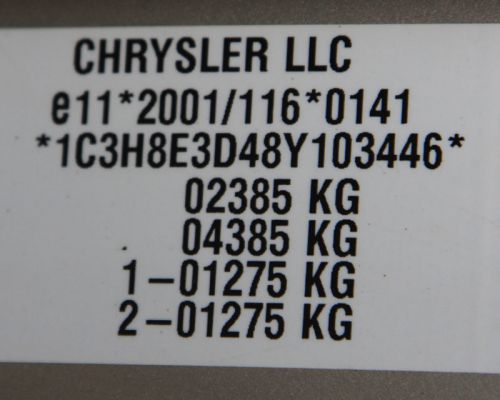 CHRYSLER LLC
e11*2001/116*0141
*1C3H8E3D48Y103446*
02385 KG
04385 KG
1-01275 KG
2-01275 KG